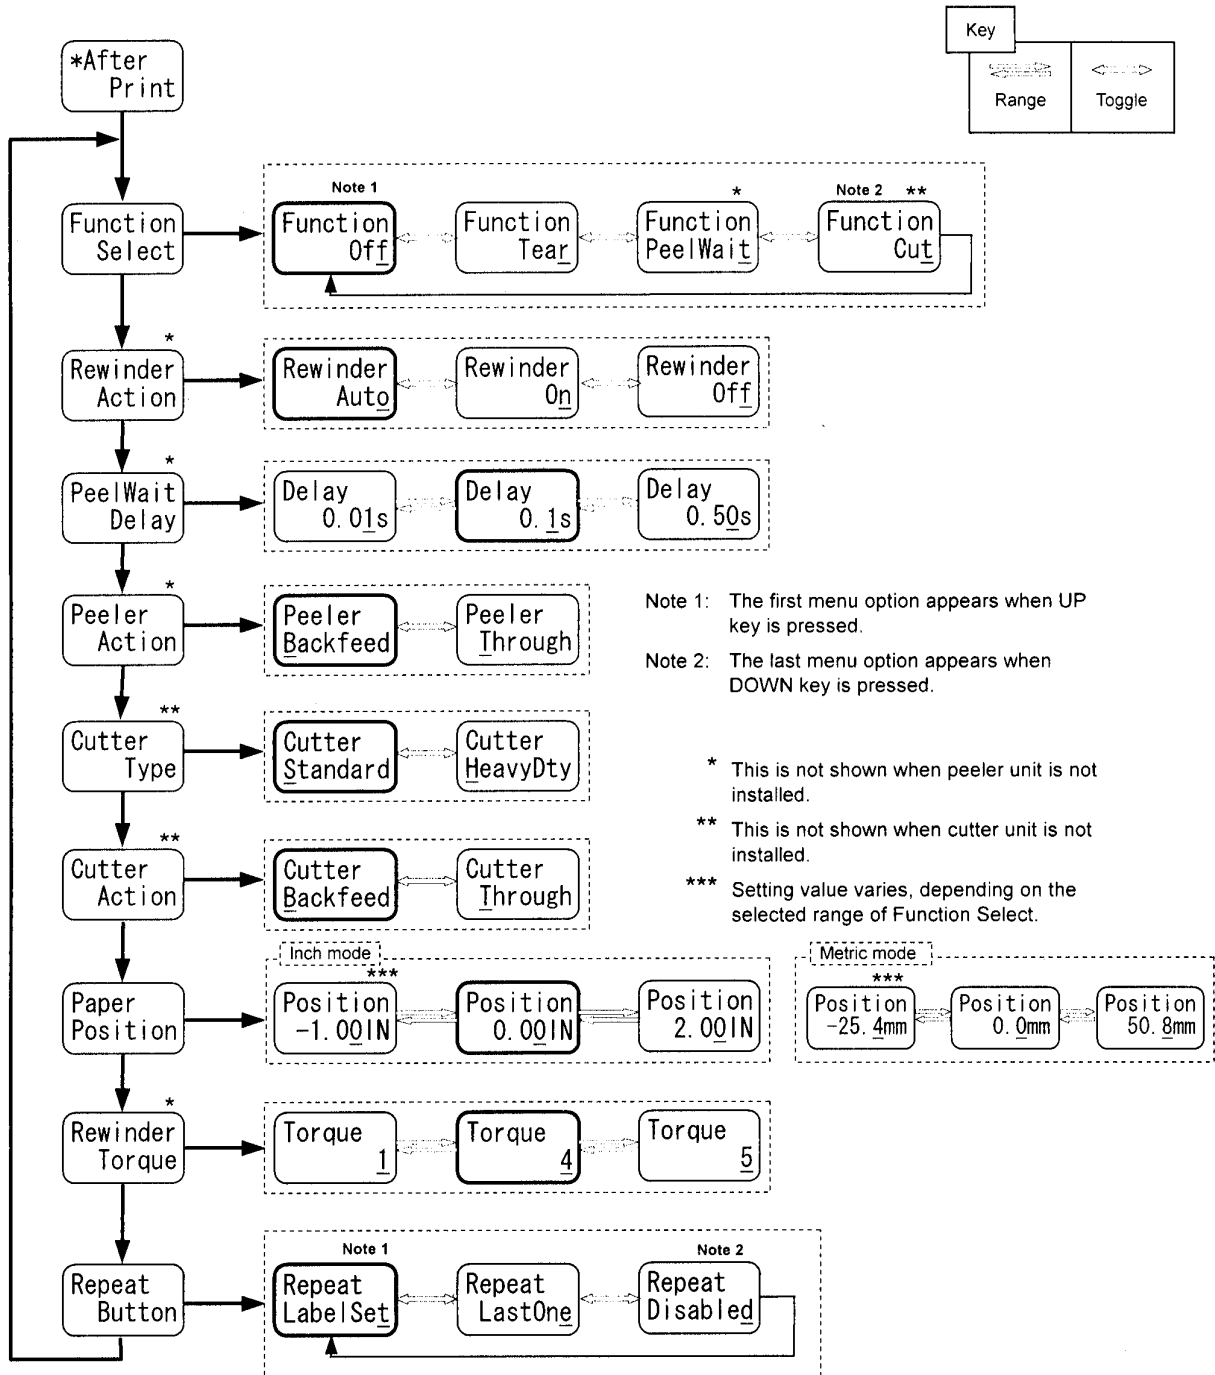 Key
Range
Toggle
*After
Print
Function
Select
Note 1
Function
Off
Function
Tear
*
Function
PeelWait
Note 2 **
Function
Cut
*
Rewinder
Action
Rewinder
Auto
Rewinder
On
Rewinder
Off
*
PeelWait
Delay
Delay
0.01s
Delay
0.1s
Delay
0.50s
*
Peeler
Action
Peeler
Backfeed
Peeler
Through
Note 1: The first menu option appears when UP
key is pressed.
Note 2: The last menu option appears when
DOWN key is pressed.
**
Cutter
Type
Cutter
Standard
Cutter
HeavyDty
* This is not shown when peeler unit is not
installed.
** This is not shown when cutter unit is not
installed.
*** Setting value varies, depending on the
selected range of Function Select.
**
Cutter
Action
Cutter
Backfeed
Cutter
Through
Paper
Position
Inch mode
***
Position
-1.00IN
Position
0.00IN
Position
2.00IN
Metric mode
***
Position
-25.4mm
Position
0.0mm
Position
50.8mm
*
Rewinder
Torque
Torque
1
Torque
4
Torque
5
Repeat
Button
Note 1
Repeat
LabelSet
Repeat
LastOne
Note 2
Repeat
Disabled